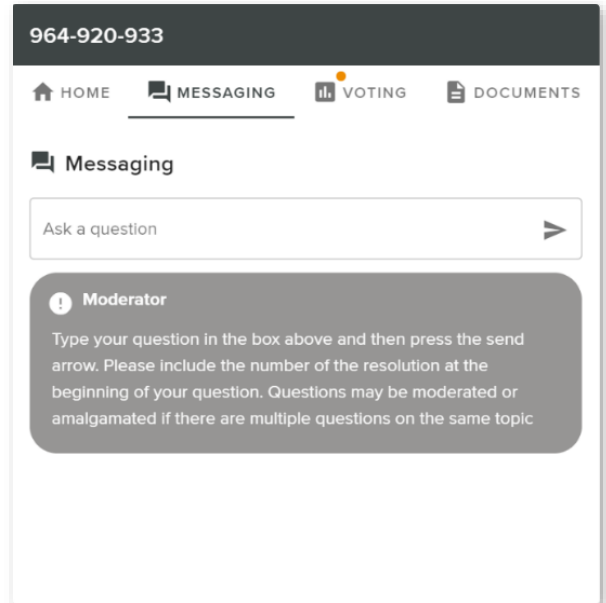 964-920-933
HOME MESSAGING VOTING DOCUMENTS
Messaging
Ask a question
Moderator
Type your question in the box above and then press the send
arrow. Please include the number of the resolution at the
beginning of your question. Questions may be moderated or
amalgamated if there are multiple questions on the same topic